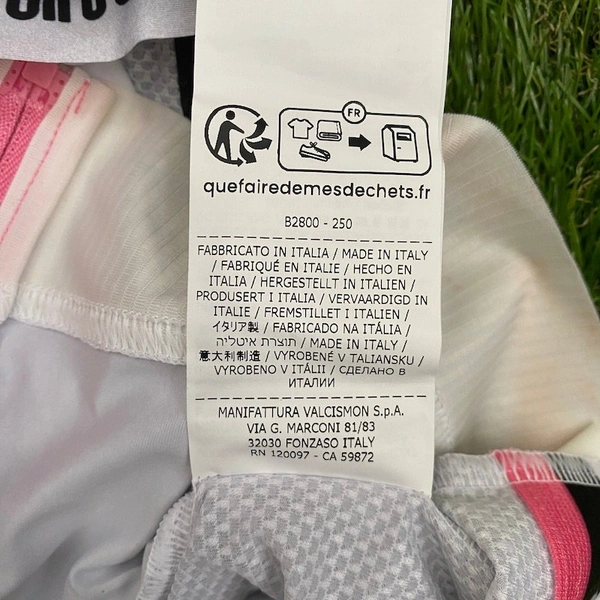 FR
quefairedemesdechets.fr
B2800 - 250
FABBRICATO IN ITALIA / MADE IN ITALY
/ FABRIQUÉ EN ITALIE / HECHO EN
ITALIA / HERGESTELLT IN ITALIEN /
PRODUSERT I ITALIA / VERVAARDIGD IN
ITALIE / FREMSTILLET I ITALIEN /
イタリア製 / FABRICADO NA ITÁLIA /
תוצרת איטליה / MADE IN ITALY /
意大利制造 / VYROBENÉ V TALIANSKU /
VYROBENO V ITÁLII / СДЕЛАНО В
ИТАЛИИ
MANIFATTURA VALCISMON S.p.A.
VIA G. MARCONI 81/83
32030 FONZASO ITALY
RN 120097 - CA 59872